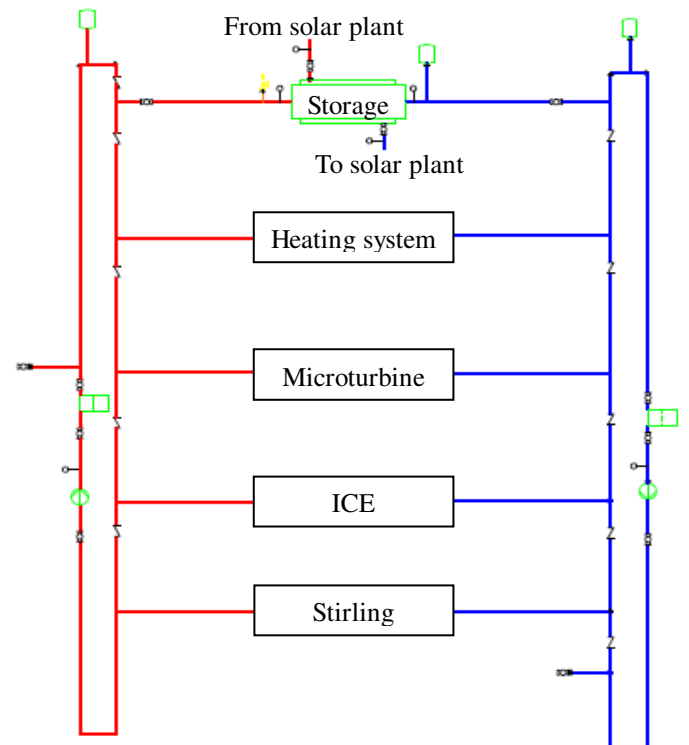 From solar plant
Storage
To solar plant
Heating system
Microturbine
ICE
Stirling